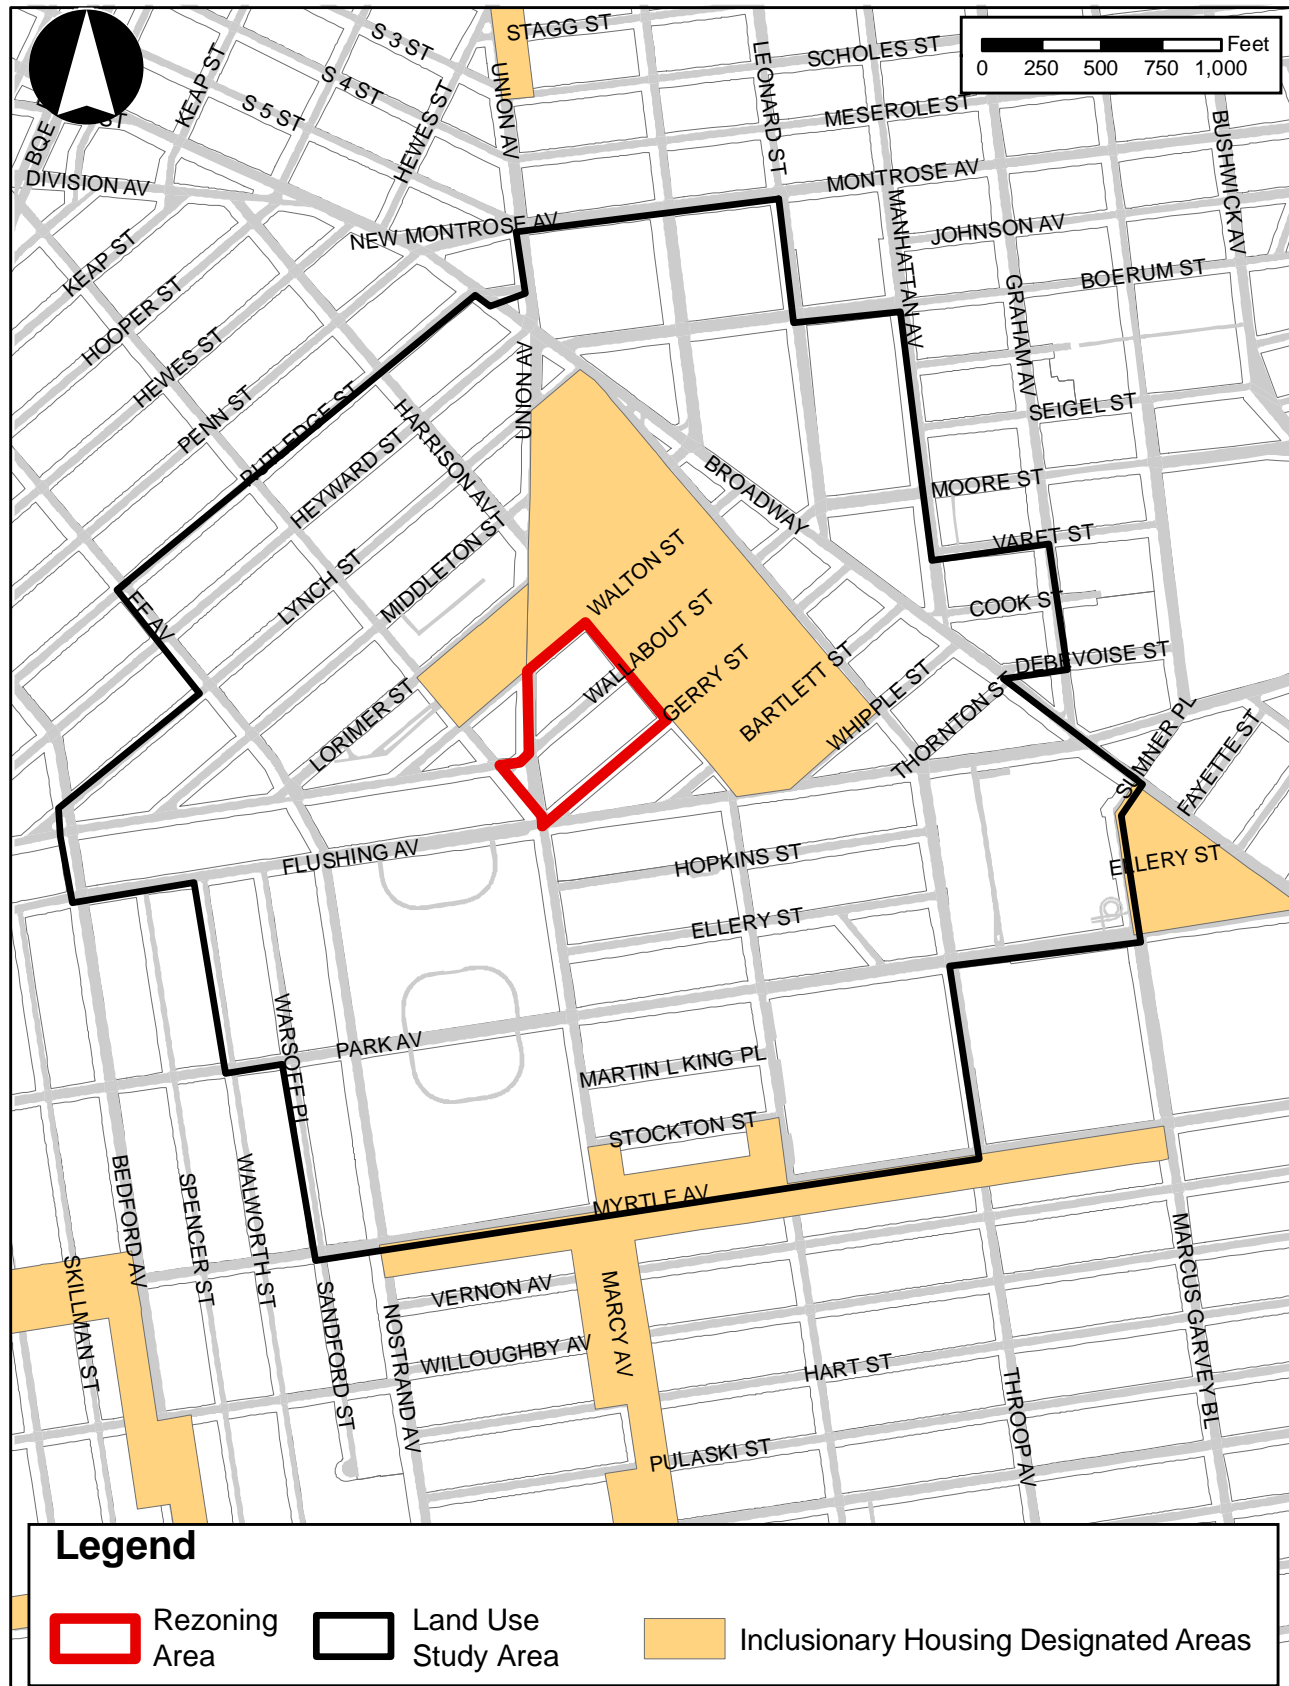 STAGG ST
S 3 ST
SCHOLES ST
Feet
0 250 500 750 1,000
KEAP ST
S 4 ST
UNION AV
LEONARD ST
S 5 ST
HEWES ST
MESEROLE ST
BQE
ST
BUSHWICK AV
DIVISION AV
MONTROSE AV
NEW MONTROSE AV
MANHATTAN AV
JOHNSON AV
KEAP ST
BOERUM ST
HOOPER ST
GRAHAM AV
HEWES ST
UNION AV
PENN ST
SEIGEL ST
RUTLEDGE ST
HARRISON AV
HEYWARD ST
BROADWAY
MOORE ST
VARET ST
MIDDLETON ST
LYNCH ST
WALTON ST
EE AV
COOK ST
WALLABOUT ST
DEBEVOISE ST
GERRY ST
BARTLETT ST
WHIPPLE ST
THORNTON ST
LORIMER ST
SUMNER PL
FAYETTE ST
FLUSHING AV
HOPKINS ST
ELLERY ST
ELLERY ST
WARSOFF PL
PARK AV
MARTIN L KING PL
STOCKTON ST
MYRTLE AV
BEDFORD AV
SPENCER ST
WALWORTH ST
SKILLMAN ST
SANDFORD ST
NOSTRAND AV
VERNON AV
MARCY AV
MARCUS GARVEY BL
WILLOUGHBY AV
HART ST
THROOP AV
PULASKI ST
Legend
Rezoning
Area
Land Use
Study Area
Inclusionary Housing Designated Areas